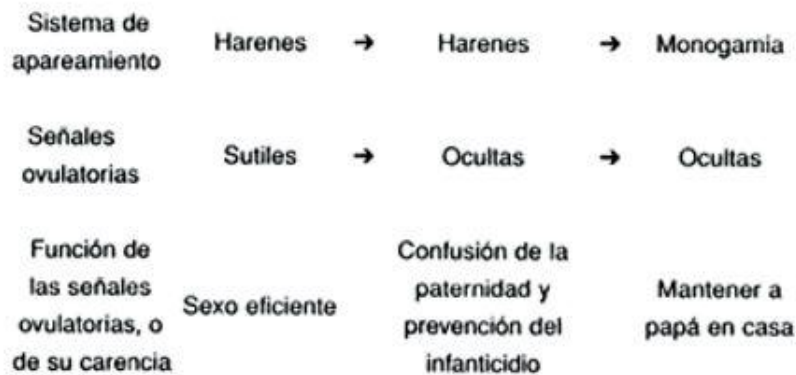 Sistema de apareamiento Harenes → Harenes → Monogamia
Señales ovulatorias Sutiles → Ocultas → Ocultas
Función de las señales ovulatorias, o de su carencia Sexo eficiente Confusión de la paternidad y prevención del infanticidio Mantener a papá en casa